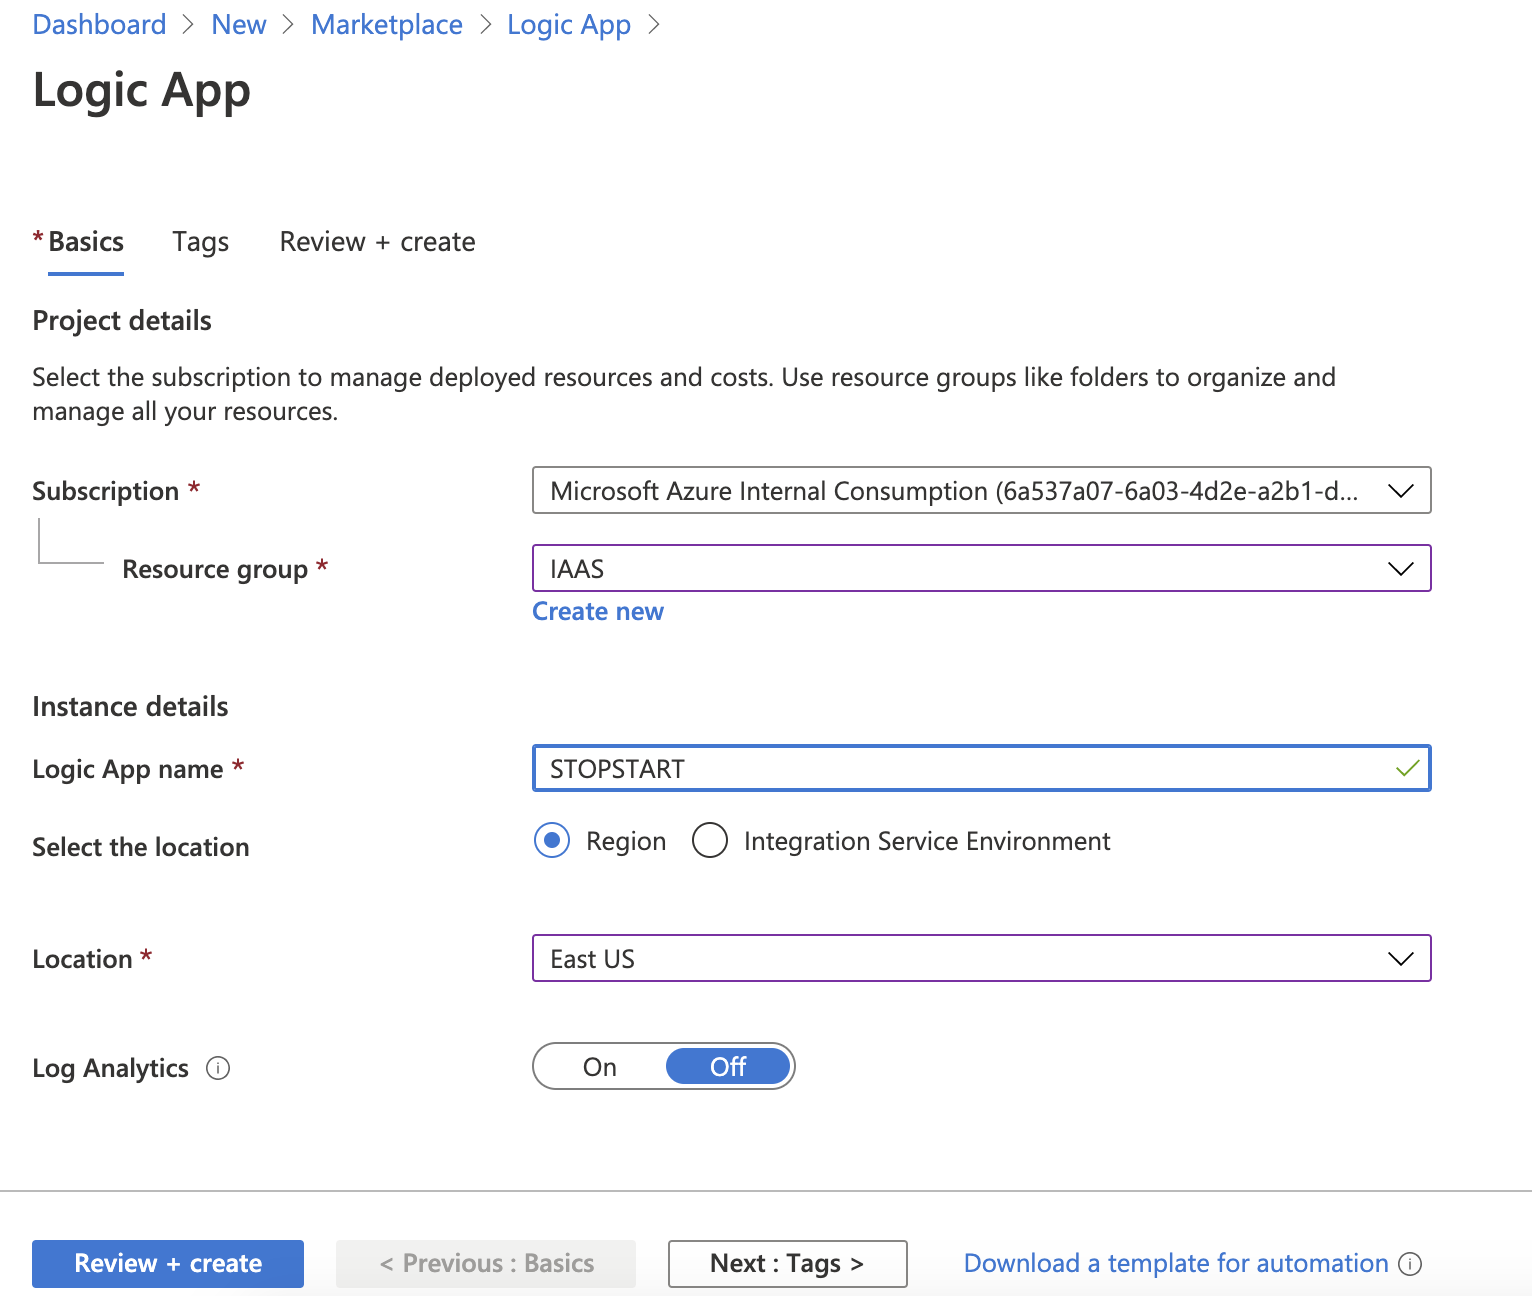 Dashboard > New > Marketplace > Logic App >
Logic App
* Basics Tags Review + create
Project details
Select the subscription to manage deployed resources and costs. Use resource groups like folders to organize and
manage all your resources.
Subscription * Microsoft Azure Internal Consumption (6a537a07-6a03-4d2e-a2b1-d...
Resource group * IAAS
Create new
Instance details
Logic App name * STOPSTART
Select the location Region Integration Service Environment
Location * East US
Log Analytics On Off
Review + create < Previous : Basics Next : Tags > Download a template for automation